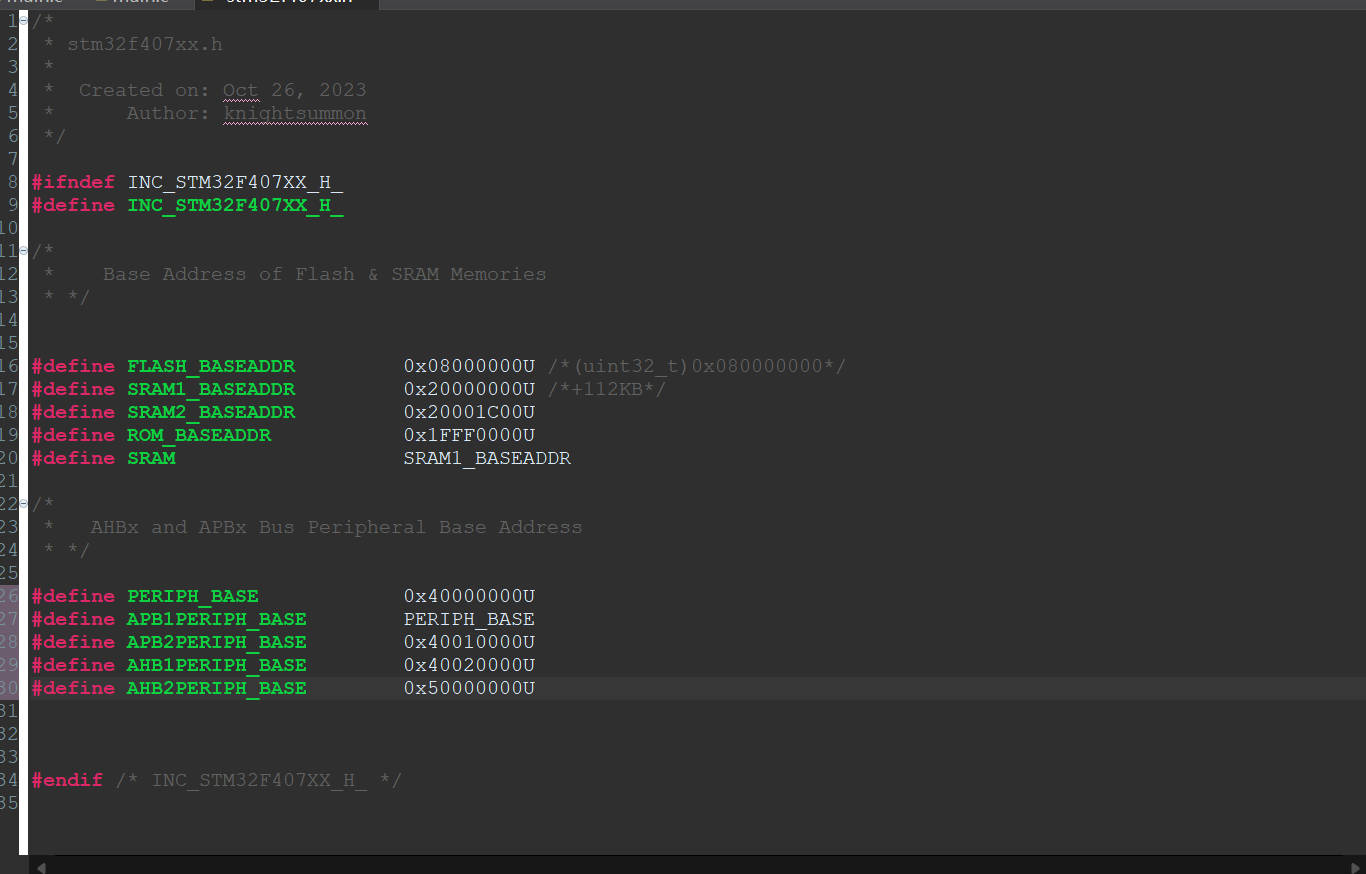 1 /*
2  * stm32f407xx.h
3  *
4  *  Created on: Oct 26, 2023
5  *      Author: knightsummon
6  */
7
8 #ifndef INC_STM32F407XX_H_
9 #define INC_STM32F407XX_H_
10
11 /*
12  *    Base Address of Flash & SRAM Memories
13  * */
14
15
16 #define FLASH_BASEADDR         0x08000000U /*(uint32_t)0x080000000*/
17 #define SRAM1_BASEADDR         0x20000000U /*+112KB*/
18 #define SRAM2_BASEADDR         0x20001C00U
19 #define ROM_BASEADDR           0x1FFF0000U
20 #define SRAM                   SRAM1_BASEADDR
21
22 /*
23  *   AHBx and APBx Bus Peripheral Base Address
24  * */
25
26 #define PERIPH_BASE            0x40000000U
27 #define APB1PERIPH_BASE        PERIPH_BASE
28 #define APB2PERIPH_BASE        0x40010000U
29 #define AHB1PERIPH_BASE        0x40020000U
30 #define AHB2PERIPH_BASE        0x50000000U
31
32
33
34 #endif /* INC_STM32F407XX_H_ */
35